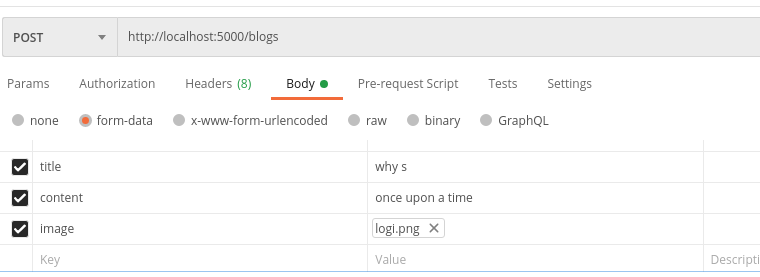 POST http://localhost:5000/blogs
Params Authorization Headers (8) Body Pre-request Script Tests Settings
none form-data x-www-form-urlencoded raw binary GraphQL
title why s
content once upon a time
image logi.png
Key Value Descripti